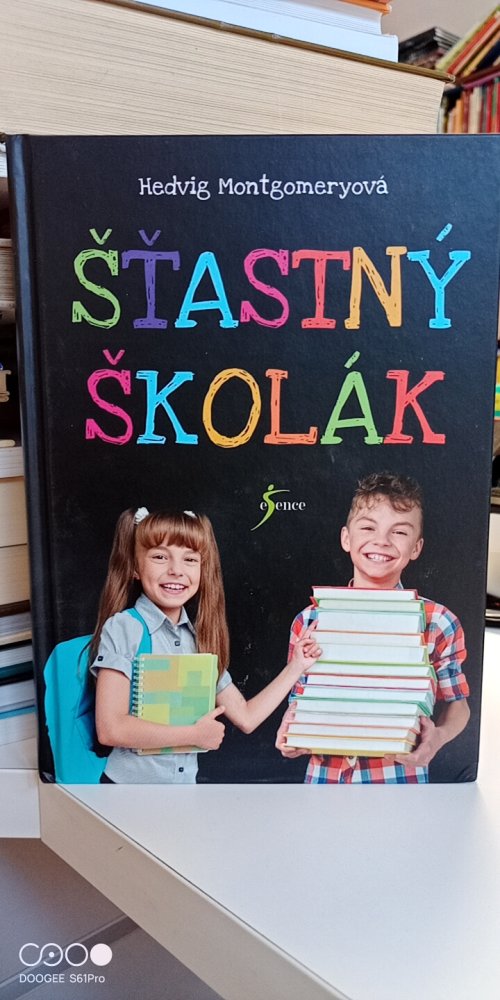 Hedvig Montgomeryová
ŠŤASTNÝ
ŠKOLÁK
esence
DOOGEE S61Pro